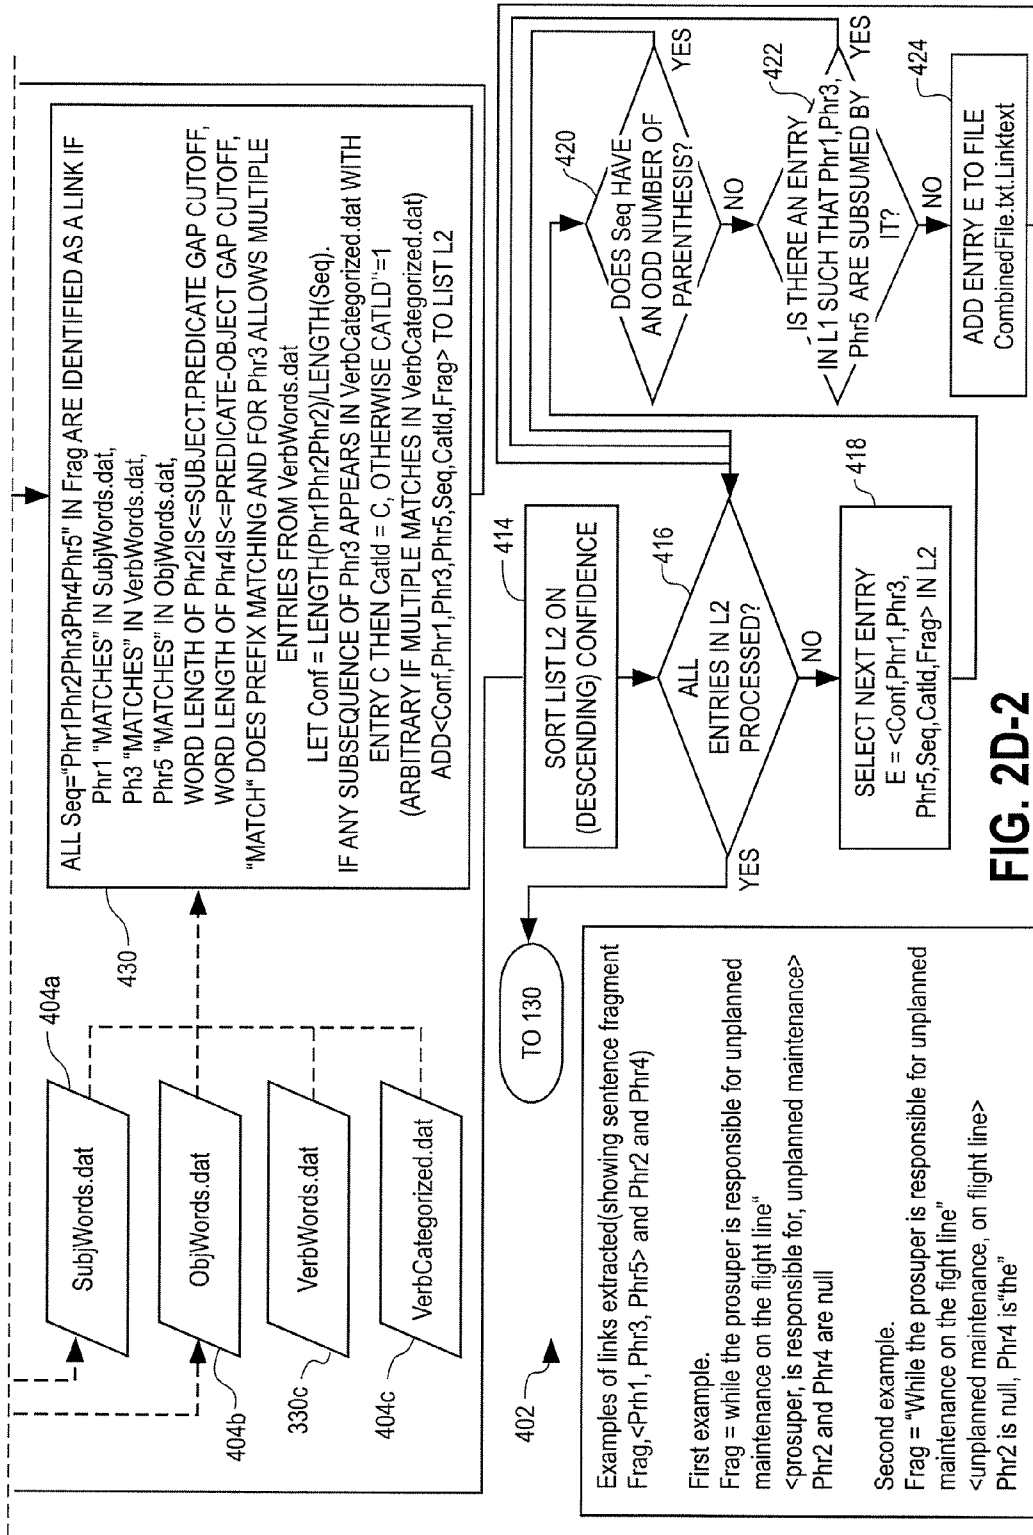 404a
SubjWords.dat
ObjWords.dat
404b
VerbWords.dat
330c
VerbCategorized.dat
404c
430
ALL Seq="Phr1Phr2Phr3Phr4Phr5" IN Frag ARE IDENTIFIED AS A LINK IF
Phr1 "MATCHES" IN SubjWords.dat,
Ph3 "MATCHES" IN VerbWords.dat,
Phr5 "MATCHES" IN ObjWords.dat,
WORD LENGTH OF Phr2IS<=SUBJECT.PREDICATE GAP CUTOFF,
WORD LENGTH OF Phr4IS<=PREDICATE-OBJECT GAP CUTOFF,
"MATCH" DOES PREFIX MATCHING AND FOR Phr3 ALLOWS MULTIPLE
ENTRIES FROM VerbWords.dat
LET Conf = LENGTH(Phr1Phr2Phr2)/LENGTH(Seq).
IF ANY SUBSEQUENCE OF Phr3 APPEARS IN VerbCategorized.dat WITH
ENTRY C THEN CatId = C, OTHERWISE CATLD"=1
(ARBITRARY IF MULTIPLE MATCHES IN VerbCategorized.dat)
ADD<Conf,Phr1,Phr3,Phr5,Seq,CatId,Frag> TO LIST L2
402
Examples of links extracted(showing sentence fragment
Frag,<Prh1, Phr3, Phr5> and Phr2 and Phr4)
First example.
Frag = while the prosuper is responsible for unplanned
maintenance on the flight line"
<prosuper, is responsible for, unplanned maintenance>
Phr2 and Phr4 are null
Second example.
Frag = "While the prosuper is responsible for unplanned
maintenance on the flight line"
<unplanned maintenance, on flight line>
Phr2 is null, Phr4 is"the"
TO 130
414
SORT LIST L2 ON
(DESCENDING) CONFIDENCE
416
ALL
ENTRIES IN L2
PROCESSED?
YES
NO
418
SELECT NEXT ENTRY
E = <Conf,Phr1,Phr3,
Phr5,Seq,CatId,Frag> IN L2
420
DOES Seq HAVE
AN ODD NUMBER OF
PARENTHESIS?
YES
NO
422
IS THERE AN ENTRY
IN L1 SUCH THAT Phr1,Phr3,
Phr5 ARE SUBSUMED BY
IT?
YES
NO
424
ADD ENTRY E TO FILE
CombinedFile.txt.Linktext
FIG. 2D-2